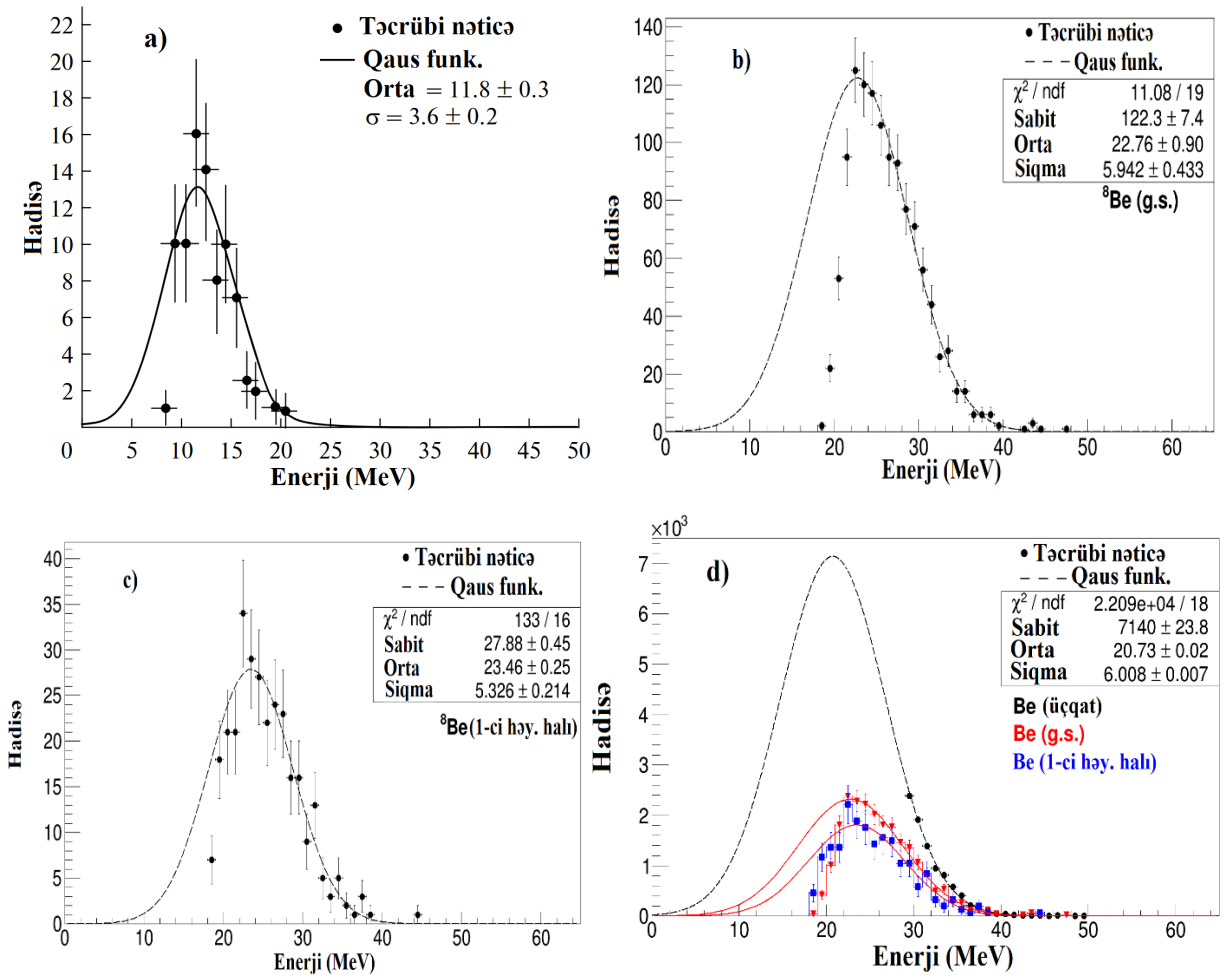 a)
Təcrübi nəticə
Qaus funk.
Orta = 11.8 ± 0.3
σ = 3.6 ± 0.2
Hadisə
22
20
18
16
14
12
10
8
6
4
2
0 5 10 15 20 25 30 35 40 45 50
Enerji (MeV)
b)
Təcrübi nəticə
Qaus funk.
χ² / ndf 11.08 / 19
Sabit 122.3 ± 7.4
Orta 22.76 ± 0.90
Siqma 5.942 ± 0.433
⁸Be (g.s.)
Hadisə
140
120
100
80
60
40
20
0
0 10 20 30 40 50 60
Enerji (MeV)
c)
Təcrübi nəticə
Qaus funk.
χ² / ndf 133 / 16
Sabit 27.88 ± 0.45
Orta 23.46 ± 0.25
Siqma 5.326 ± 0.214
⁸Be (1-ci həy. halı)
Hadisə
40
35
30
25
20
15
10
5
0
0 10 20 30 40 50 60
Enerji (MeV)
×10³
d)
Təcrübi nəticə
Qaus funk.
χ² / ndf 2.209e+04 / 18
Sabit 7140 ± 23.8
Orta 20.73 ± 0.02
Siqma 6.008 ± 0.007
Be (üçqat)
Be (g.s.)
Be (1-ci həy. halı)
Hadisə
7
6
5
4
3
2
1
0
10 20 30 40 50 60
Enerji (MeV)